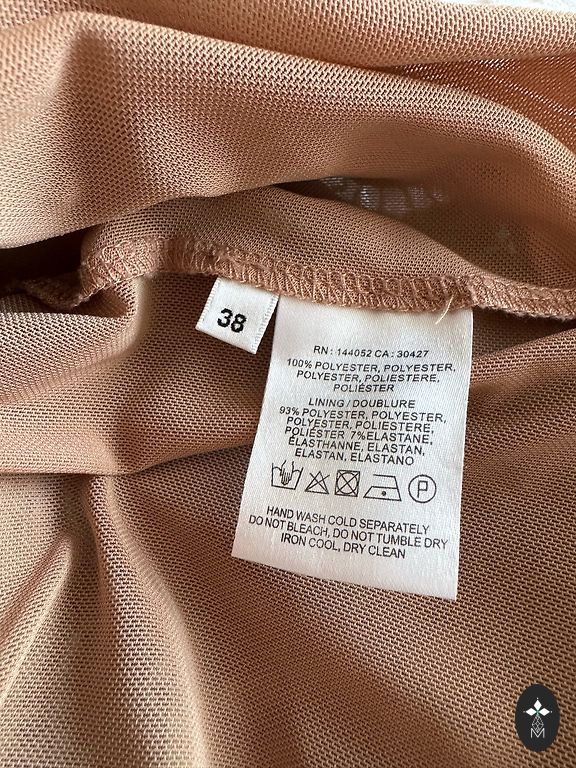 38
RN : 144052 CA : 30427
100% POLYESTER, POLYESTER,
POLYESTER, POLIESTERE,
POLIÉSTER
LINING / DOUBLURE
93% POLYESTER, POLYESTER,
POLYESTER, POLIESTERE,
POLIÉSTER 7%ELASTANE,
ÉLASTHANNE, ELASTAN,
ELASTAN, ELASTANO
P
HAND WASH COLD SEPARATELY
DO NOT BLEACH, DO NOT TUMBLE DRY
IRON COOL, DRY CLEAN
M